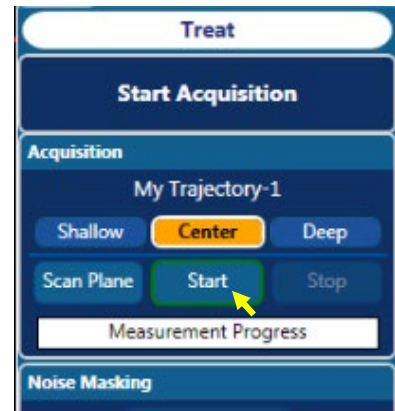 Treat
Start Acquisition
Acquisition
My Trajectory-1
Shallow Center Deep
Scan Plane Start Stop
Measurement Progress
Noise Masking